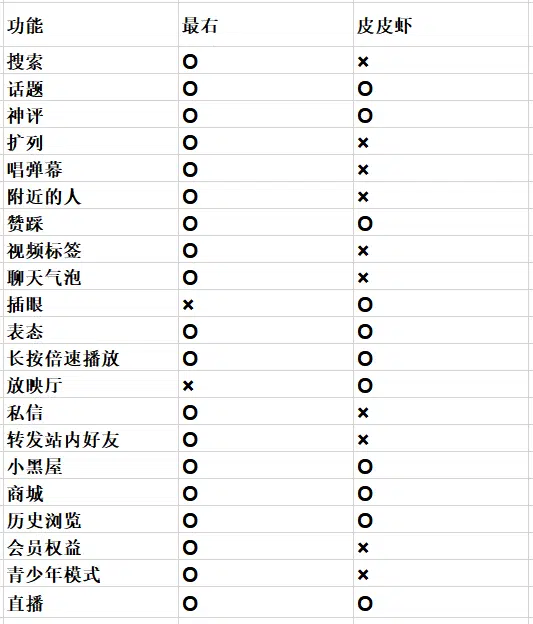 功能 最右 皮皮虾
搜索 O ×
话题 O O
神评 O O
扩列 O ×
唱弹幕 O ×
附近的人 O ×
赞踩 O O
视频标签 O ×
聊天气泡 O ×
插眼 × O
表态 O O
长按倍速播放 O O
放映厅 × O
私信 O ×
转发站内好友 O ×
小黑屋 O O
商城 O O
历史浏览 O O
会员权益 O ×
青少年模式 O ×
直播 O O